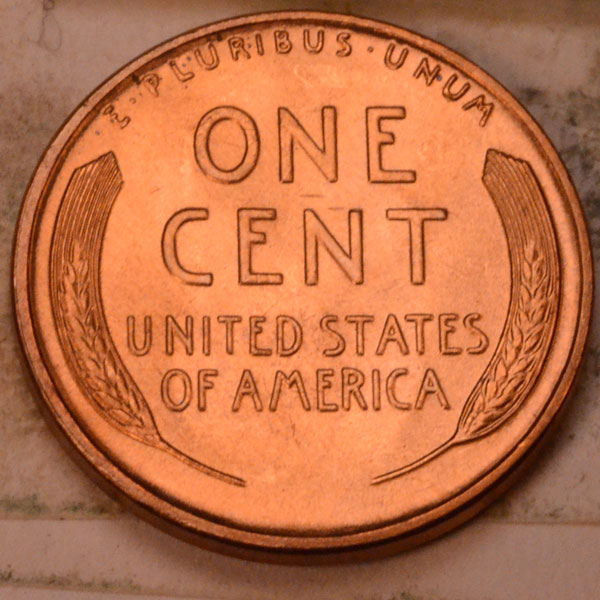 E·PLURIBUS·UNUM
ONE
CENT
UNITED STATES
OF AMERICA